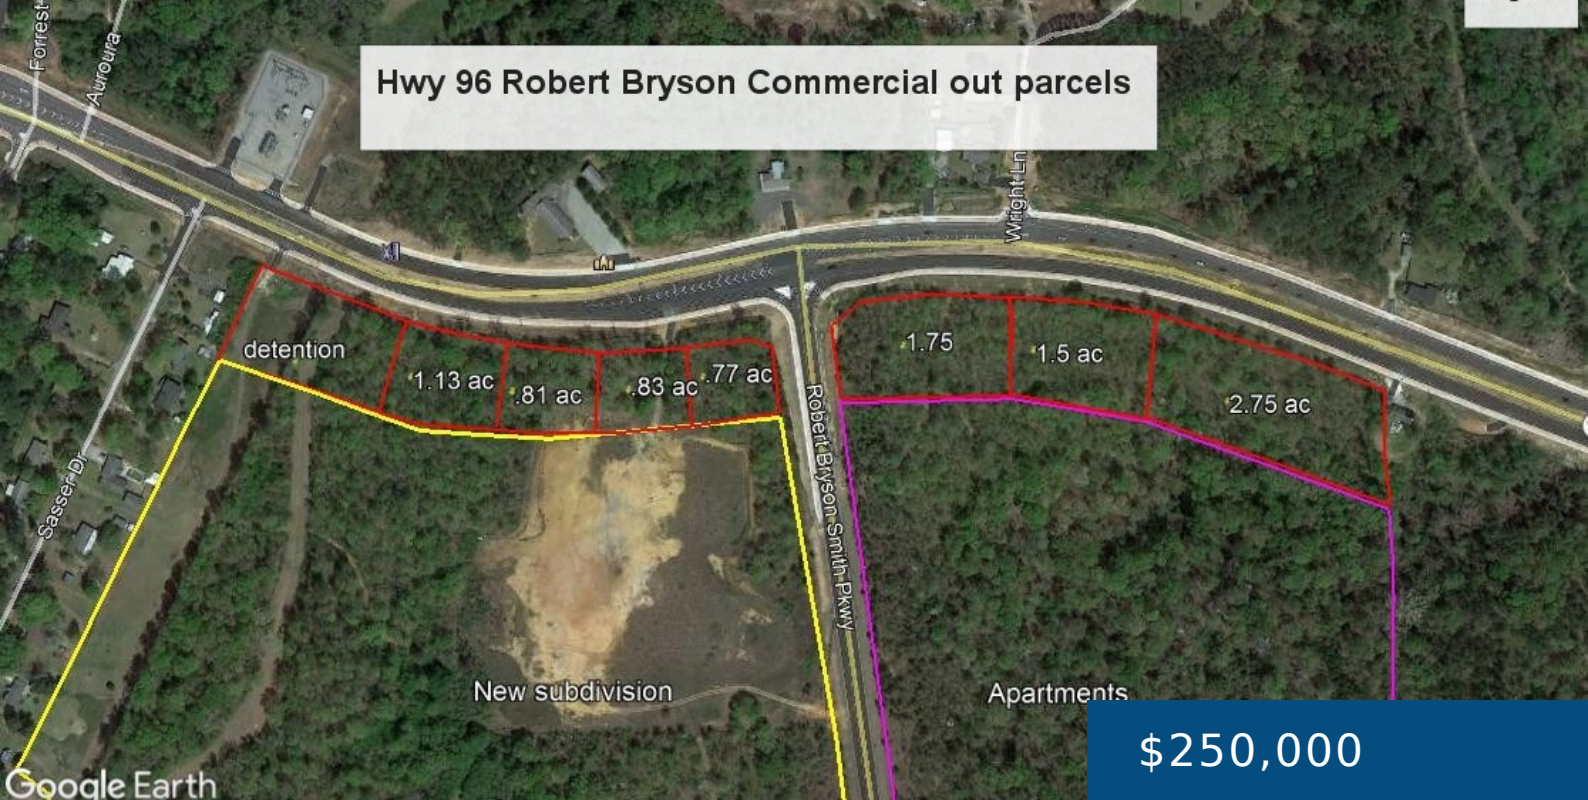 Forrest
Auroura
Hwy 96 Robert Bryson Commercial out parcels
Wright Ln
detention
1.13 ac
.81 ac
.83 ac
.77 ac
1.75
1.5 ac
2.75 ac
Sasser Dr
Robert Bryson Smith Pkwy
New subdivision
Apartments
$250,000
Google Earth